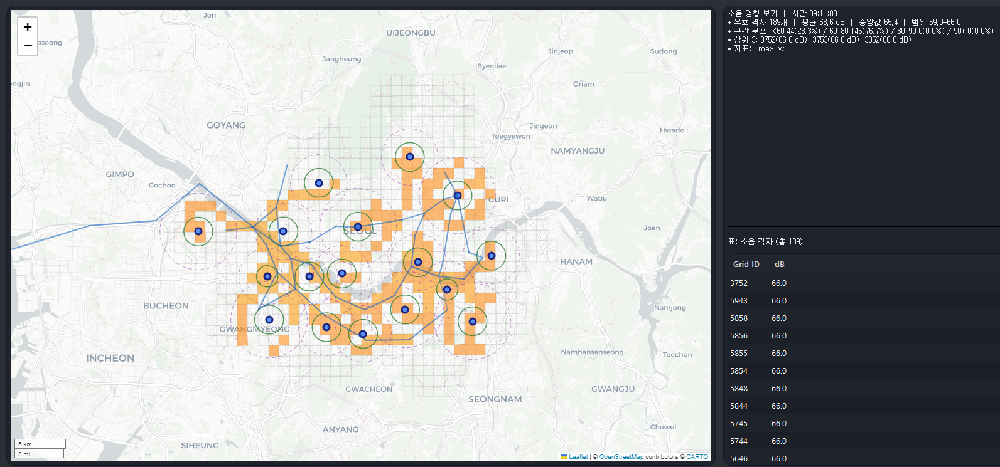 +
−
Jori
UIJEONGBU
aseong
Jangheung
Jinjeop
Sudong
Byeollae
ongjin
Onam
GOYANG
Jingeon
Hwado
Toegyewon
NAMYANGJU
GIMPO
Gochon
GURI
Wabu
SEOUL
Joan
HANAM
BUCHEON
Namjong
GWANGMYEONG
Namhansanseong
Toechon
INCHEON
GWACHEON
GWANGJU
SEONGNAM
ANYANG
Chowol
SIHEUNG
5 km
3 mi
Leaflet | © OpenStreetMap contributors © CARTO
소음 영향 보기 | 시간 09:11:00
• 유효 격자 189개 | 평균 63.6 dB | 중앙값 65.4 | 범위 59.0–66.0
• 구간 분포: <60 44(23.3%) / 60–80 145(76.7%) / 80–90 0(0.0%) / 90+ 0(0.0%)
• 상위 3: 3752(66.0 dB), 3753(66.0 dB), 3852(66.0 dB)
• 지표: Lmax_w
표: 소음 격자 (총 189)
Grid ID dB
3752 66.0
5943 66.0
5858 66.0
5856 66.0
5855 66.0
5854 66.0
5848 66.0
5844 66.0
5745 66.0
5744 66.0
5646 66.0